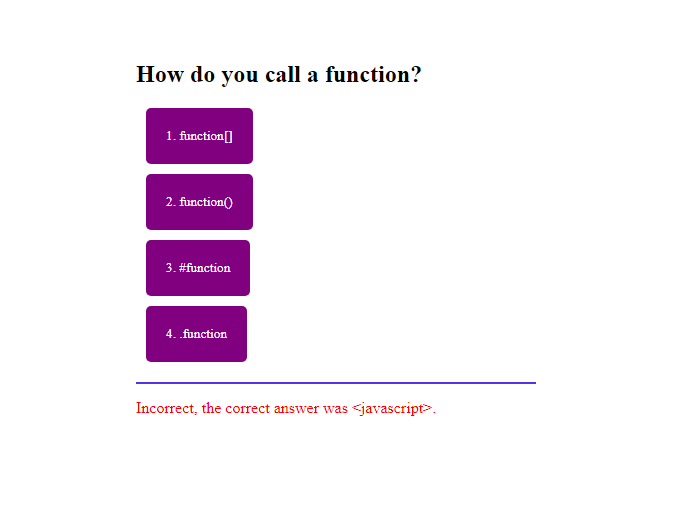 How do you call a function?
1. function[]
2. function()
3. #function
4. .function
Incorrect, the correct answer was <javascript>.